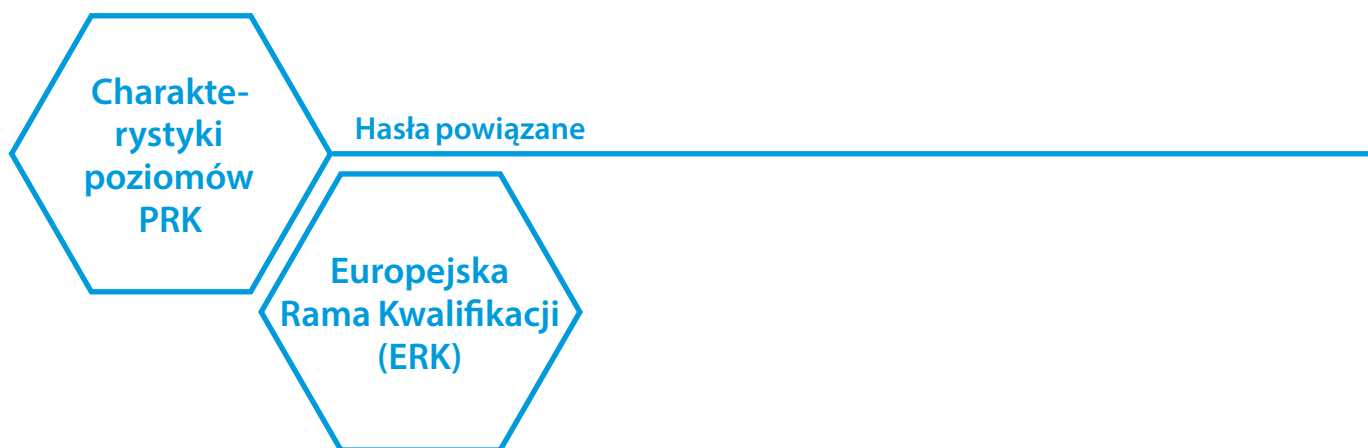 Charakte-
rystyki
poziomów
PRK
Hasła powiązane
Europejska
Rama Kwalifikacji
(ERK)